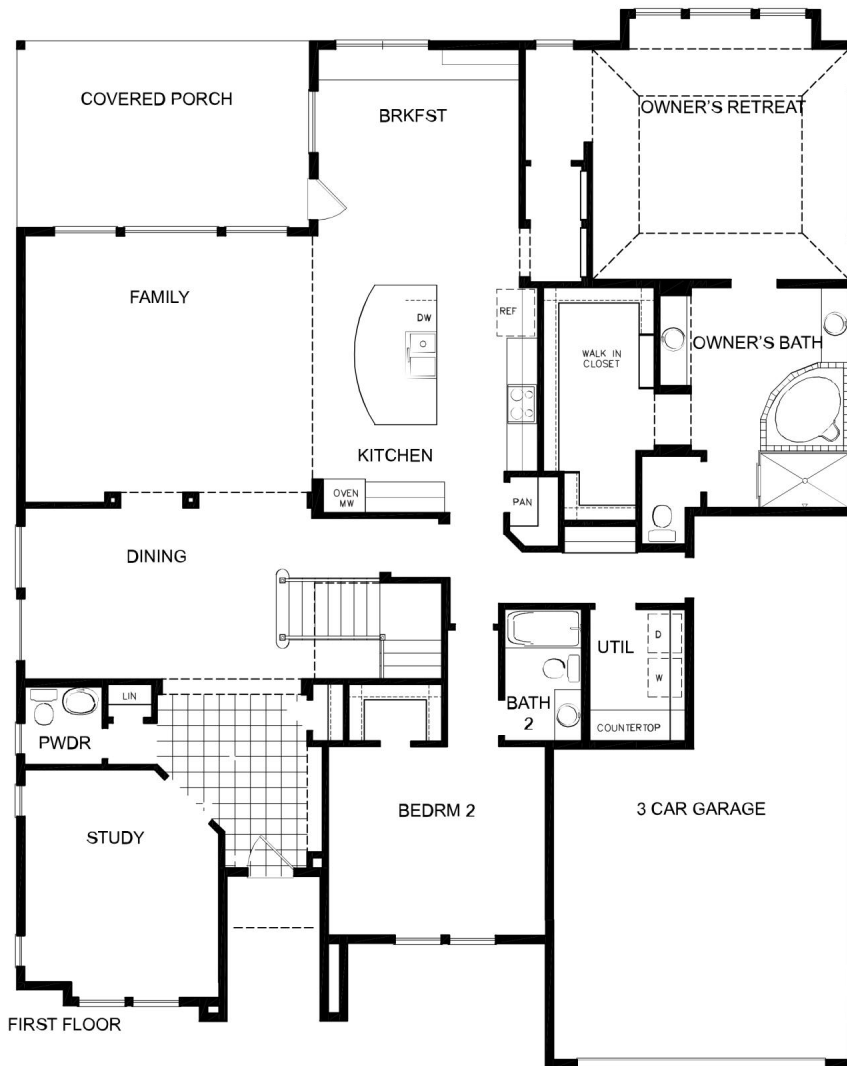 COVERED PORCH
BRKFST
OWNER'S RETREAT
FAMILY
REF
DW
WALK IN
CLOSET
OWNER'S BATH
KITCHEN
OVEN
MW
PAN
DINING
UTIL
D
W
LIN
BATH
2
COUNTERTOP
PWDR
STUDY
BEDRM 2
3 CAR GARAGE
FIRST FLOOR